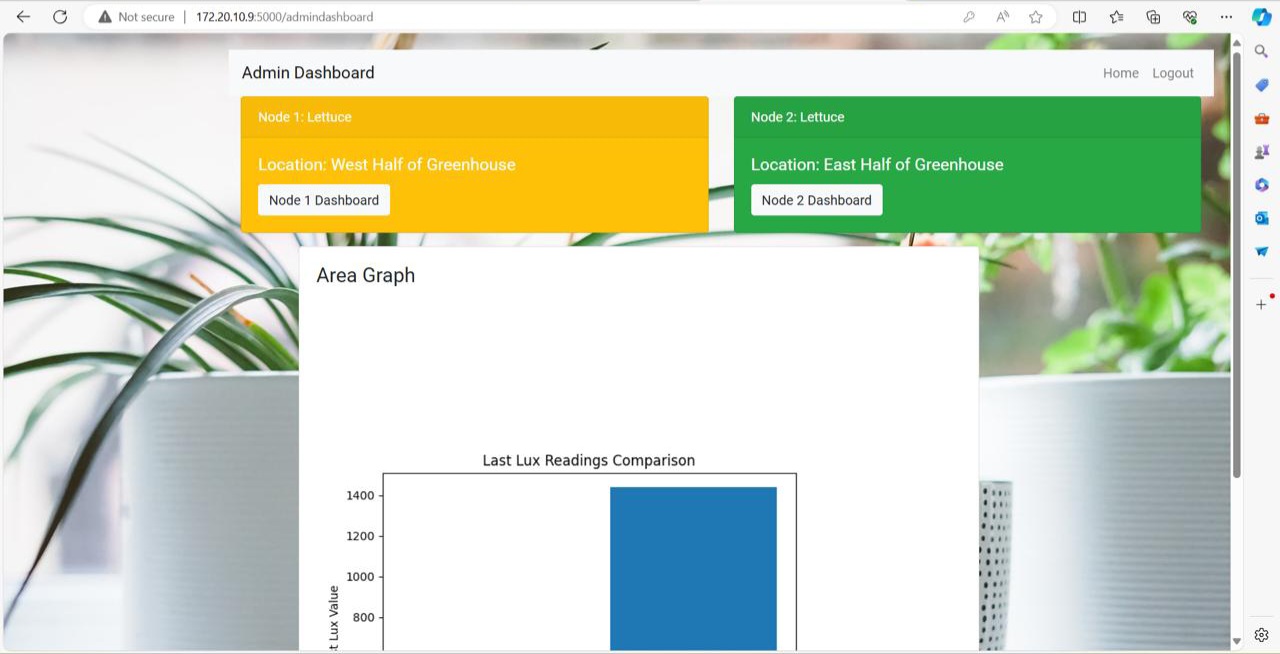 Not secure | 172.20.10.9:5000/admindashboard
Admin Dashboard
Home Logout
Node 1: Lettuce
Location: West Half of Greenhouse
Node 1 Dashboard
Node 2: Lettuce
Location: East Half of Greenhouse
Node 2 Dashboard
Area Graph
Last Lux Readings Comparison
1400
1200
1000
800
t Lux Value